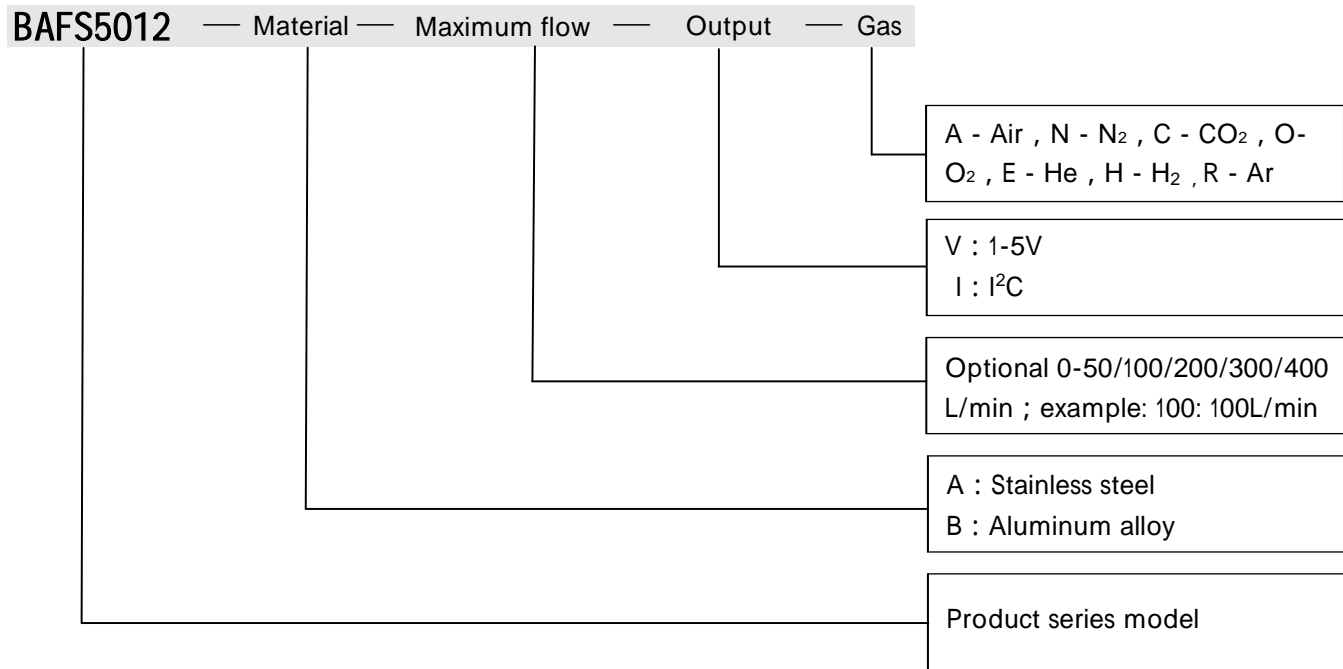 BAFS5012 — Material — Maximum flow — Output — Gas
A - Air , N - N₂ , C - CO₂ , O-
O₂ , E - He , H - H₂ , R - Ar
V : 1-5V
I : I²C
Optional 0-50/100/200/300/400
L/min ; example: 100: 100L/min
A : Stainless steel
B : Aluminum alloy
Product series model